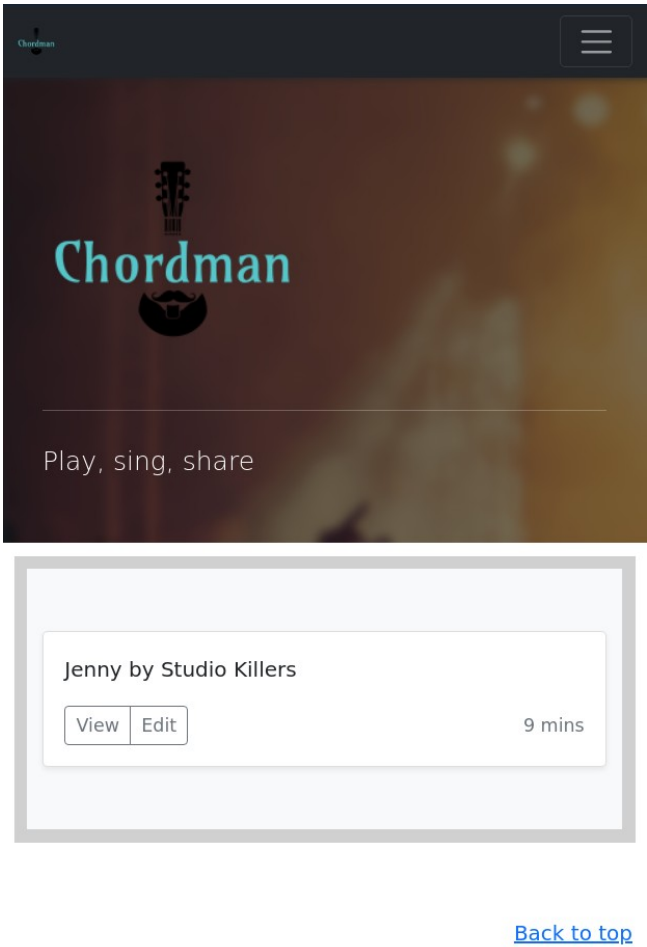 Chordman
Chordman
Play, sing, share
Jenny by Studio Killers
View Edit 9 mins
Back to top